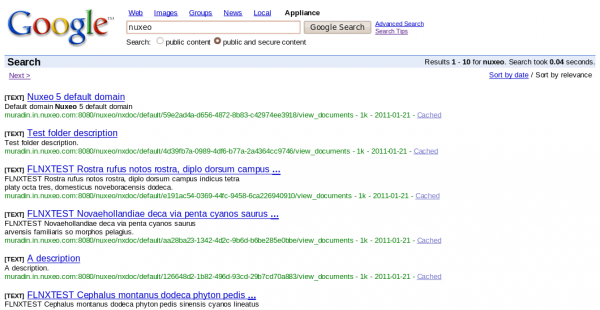 Google™
Web Images Groups News Local Appliance
nuxeo Google Search Advanced Search
Search Tips
Search: public content public and secure content
Search Results 1 - 10 for nuxeo. Search took 0.04 seconds.
Next > Sort by date / Sort by relevance
[TEXT] Nuxeo 5 default domain
Default domain Nuxeo 5 default domain
muradin.in.nuxeo.com:8080/nuxeo/nxdoc/default/59e2ad4a-d656-4872-8b83-c42974ee3918/view_documents - 1k - 2011-01-21 - Cached
[TEXT] Test folder description
Test folder description.
muradin.in.nuxeo.com:8080/nuxeo/nxdoc/default/4d39fb7a-0989-4df6-b77a-2a4364cc9746/view_documents - 1k - 2011-01-21 - Cached
[TEXT] FLNXTEST Rostra rufus notos rostra, diplo dorsum campus ...
FLNXTEST Rostra rufus notos rostra, diplo dorsum campus indicus tetra
platy octa tres, domesticus noveboracensis dodeca.
muradin.in.nuxeo.com:8080/nuxeo/nxdoc/default/e191ac54-0369-44fc-9458-6ca226940910/view_documents - 1k - 2011-01-21 - Cached
[TEXT] FLNXTEST Novaehollandiae deca via penta cyanos saurus ...
FLNXTEST Novaehollandiae deca via penta cyanos saurus
arvensis familiaris so morphos pelagius.
muradin.in.nuxeo.com:8080/nuxeo/nxdoc/default/aa28ba23-1342-4d2c-9b6d-b6be285e0bbe/view_documents - 1k - 2011-01-21 - Cached
[TEXT] A description
A description.
muradin.in.nuxeo.com:8080/nuxeo/nxdoc/default/126648d2-1b82-496d-93cd-29b7cd70a883/view_documents - 1k - 2011-01-21 - Cached
[TEXT] FLNXTEST Cephalus montanus dodeca phyton pedis ...
FLNXTEST Cephalus montanus dodeca phyton pedis sinensis cyanos lineatus